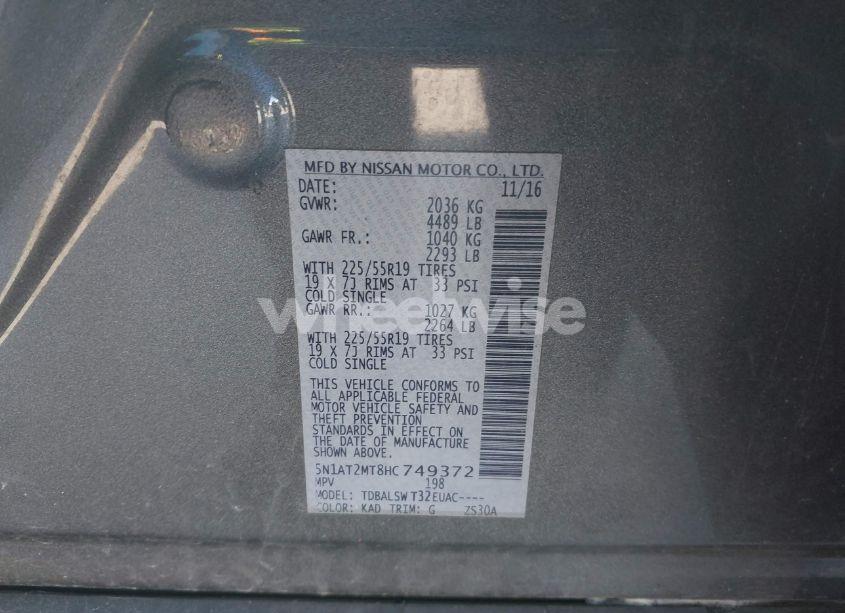 MFD BY NISSAN MOTOR CO., LTD.
DATE: 11/16
GVWR: 2036 KG
4489 LB
GAWR FR.: 1040 KG
2293 LB
WITH 225/55R19 TIRES
19 X 7J RIMS AT 33 PSI
COLD SINGLE
GAWR RR.: 1027 KG
2264 LB
WITH 225/55R19 TIRES
19 X 7J RIMS AT 33 PSI
COLD SINGLE
THIS VEHICLE CONFORMS TO
ALL APPLICABLE FEDERAL
MOTOR VEHICLE SAFETY AND
THEFT PREVENTION
STANDARDS IN EFFECT ON
THE DATE OF MANUFACTURE
SHOWN ABOVE.
5N1AT2MT8HC749372
MPV 198
MODEL: TDBALSW T32EUAC----
COLOR: KAD TRIM: G ZS30A
wheelwise